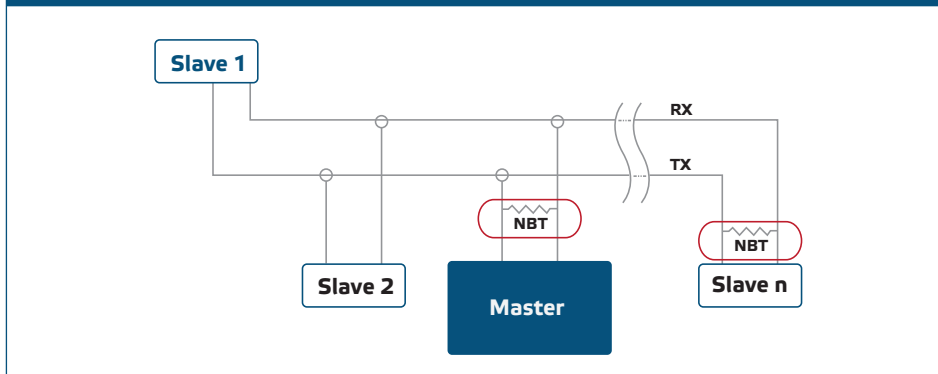 Slave 1
RX
TX
NBT
NBT
Slave 2
Master
Slave n